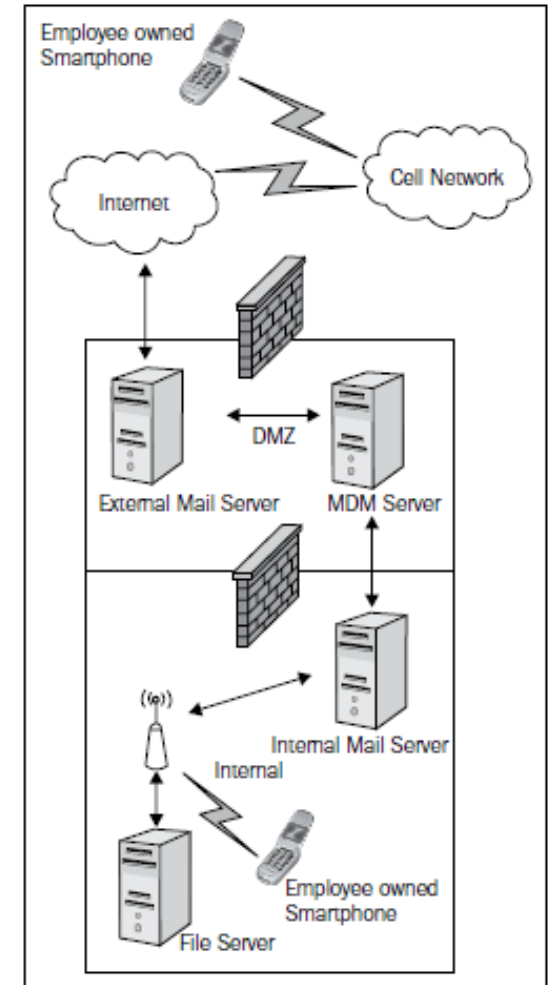 Employee owned
Smartphone
Internet
Cell Network
DMZ
External Mail Server
MDM Server
Internal Mail Server
Internal
Employee owned
Smartphone
File Server